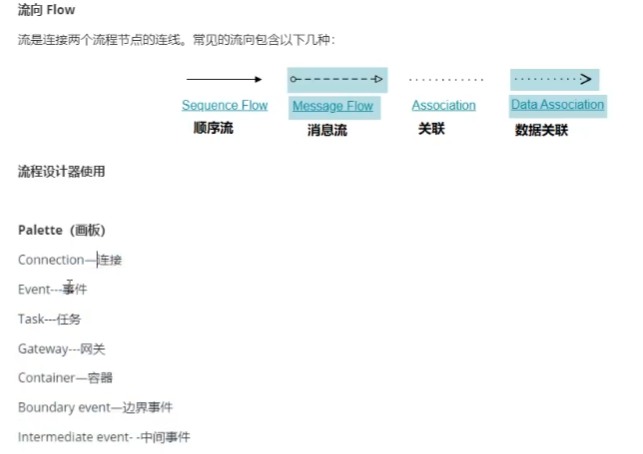 流向 Flow
流是连接两个流程节点的连线。常见的流向包含以下几种：
Sequence Flow Message Flow Association Data Association
顺序流 消息流 关联 数据关联
流程设计器使用
Palette（画板）
Connection—连接
Event---事件
Task---任务
Gateway---网关
Container—容器
Boundary event—边界事件
Intermediate event- -中间事件